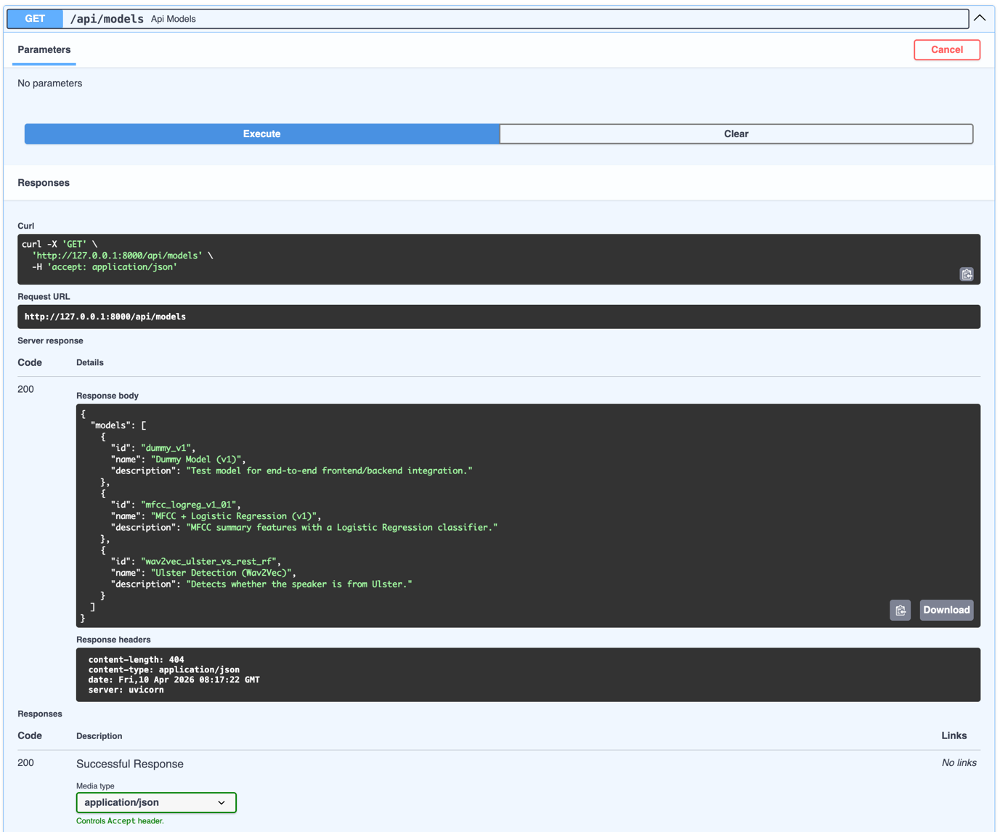 GET /api/models Api Models
Parameters
Cancel
No parameters
Execute
Clear
Responses
Curl
curl -X 'GET' \
  'http://127.0.0.1:8000/api/models' \
  -H 'accept: application/json'
Request URL
http://127.0.0.1:8000/api/models
Server response
Code Details
200
Response body
{
  "models": [
    {
      "id": "dummy_v1",
      "name": "Dummy Model (v1)",
      "description": "Test model for end-to-end frontend/backend integration."
    },
    {
      "id": "mfcc_logreg_v1_01",
      "name": "MFCC + Logistic Regression (v1)",
      "description": "MFCC summary features with a Logistic Regression classifier."
    },
    {
      "id": "wav2vec_ulster_vs_rest_rf",
      "name": "Ulster Detection (Wav2Vec)",
      "description": "Detects whether the speaker is from Ulster."
    }
  ]
}
Download
Response headers
content-length: 404
content-type: application/json
date: Fri,10 Apr 2026 08:17:22 GMT
server: uvicorn
Responses
Code Description Links
200 Successful Response No links
Media type
application/json
Controls Accept header.